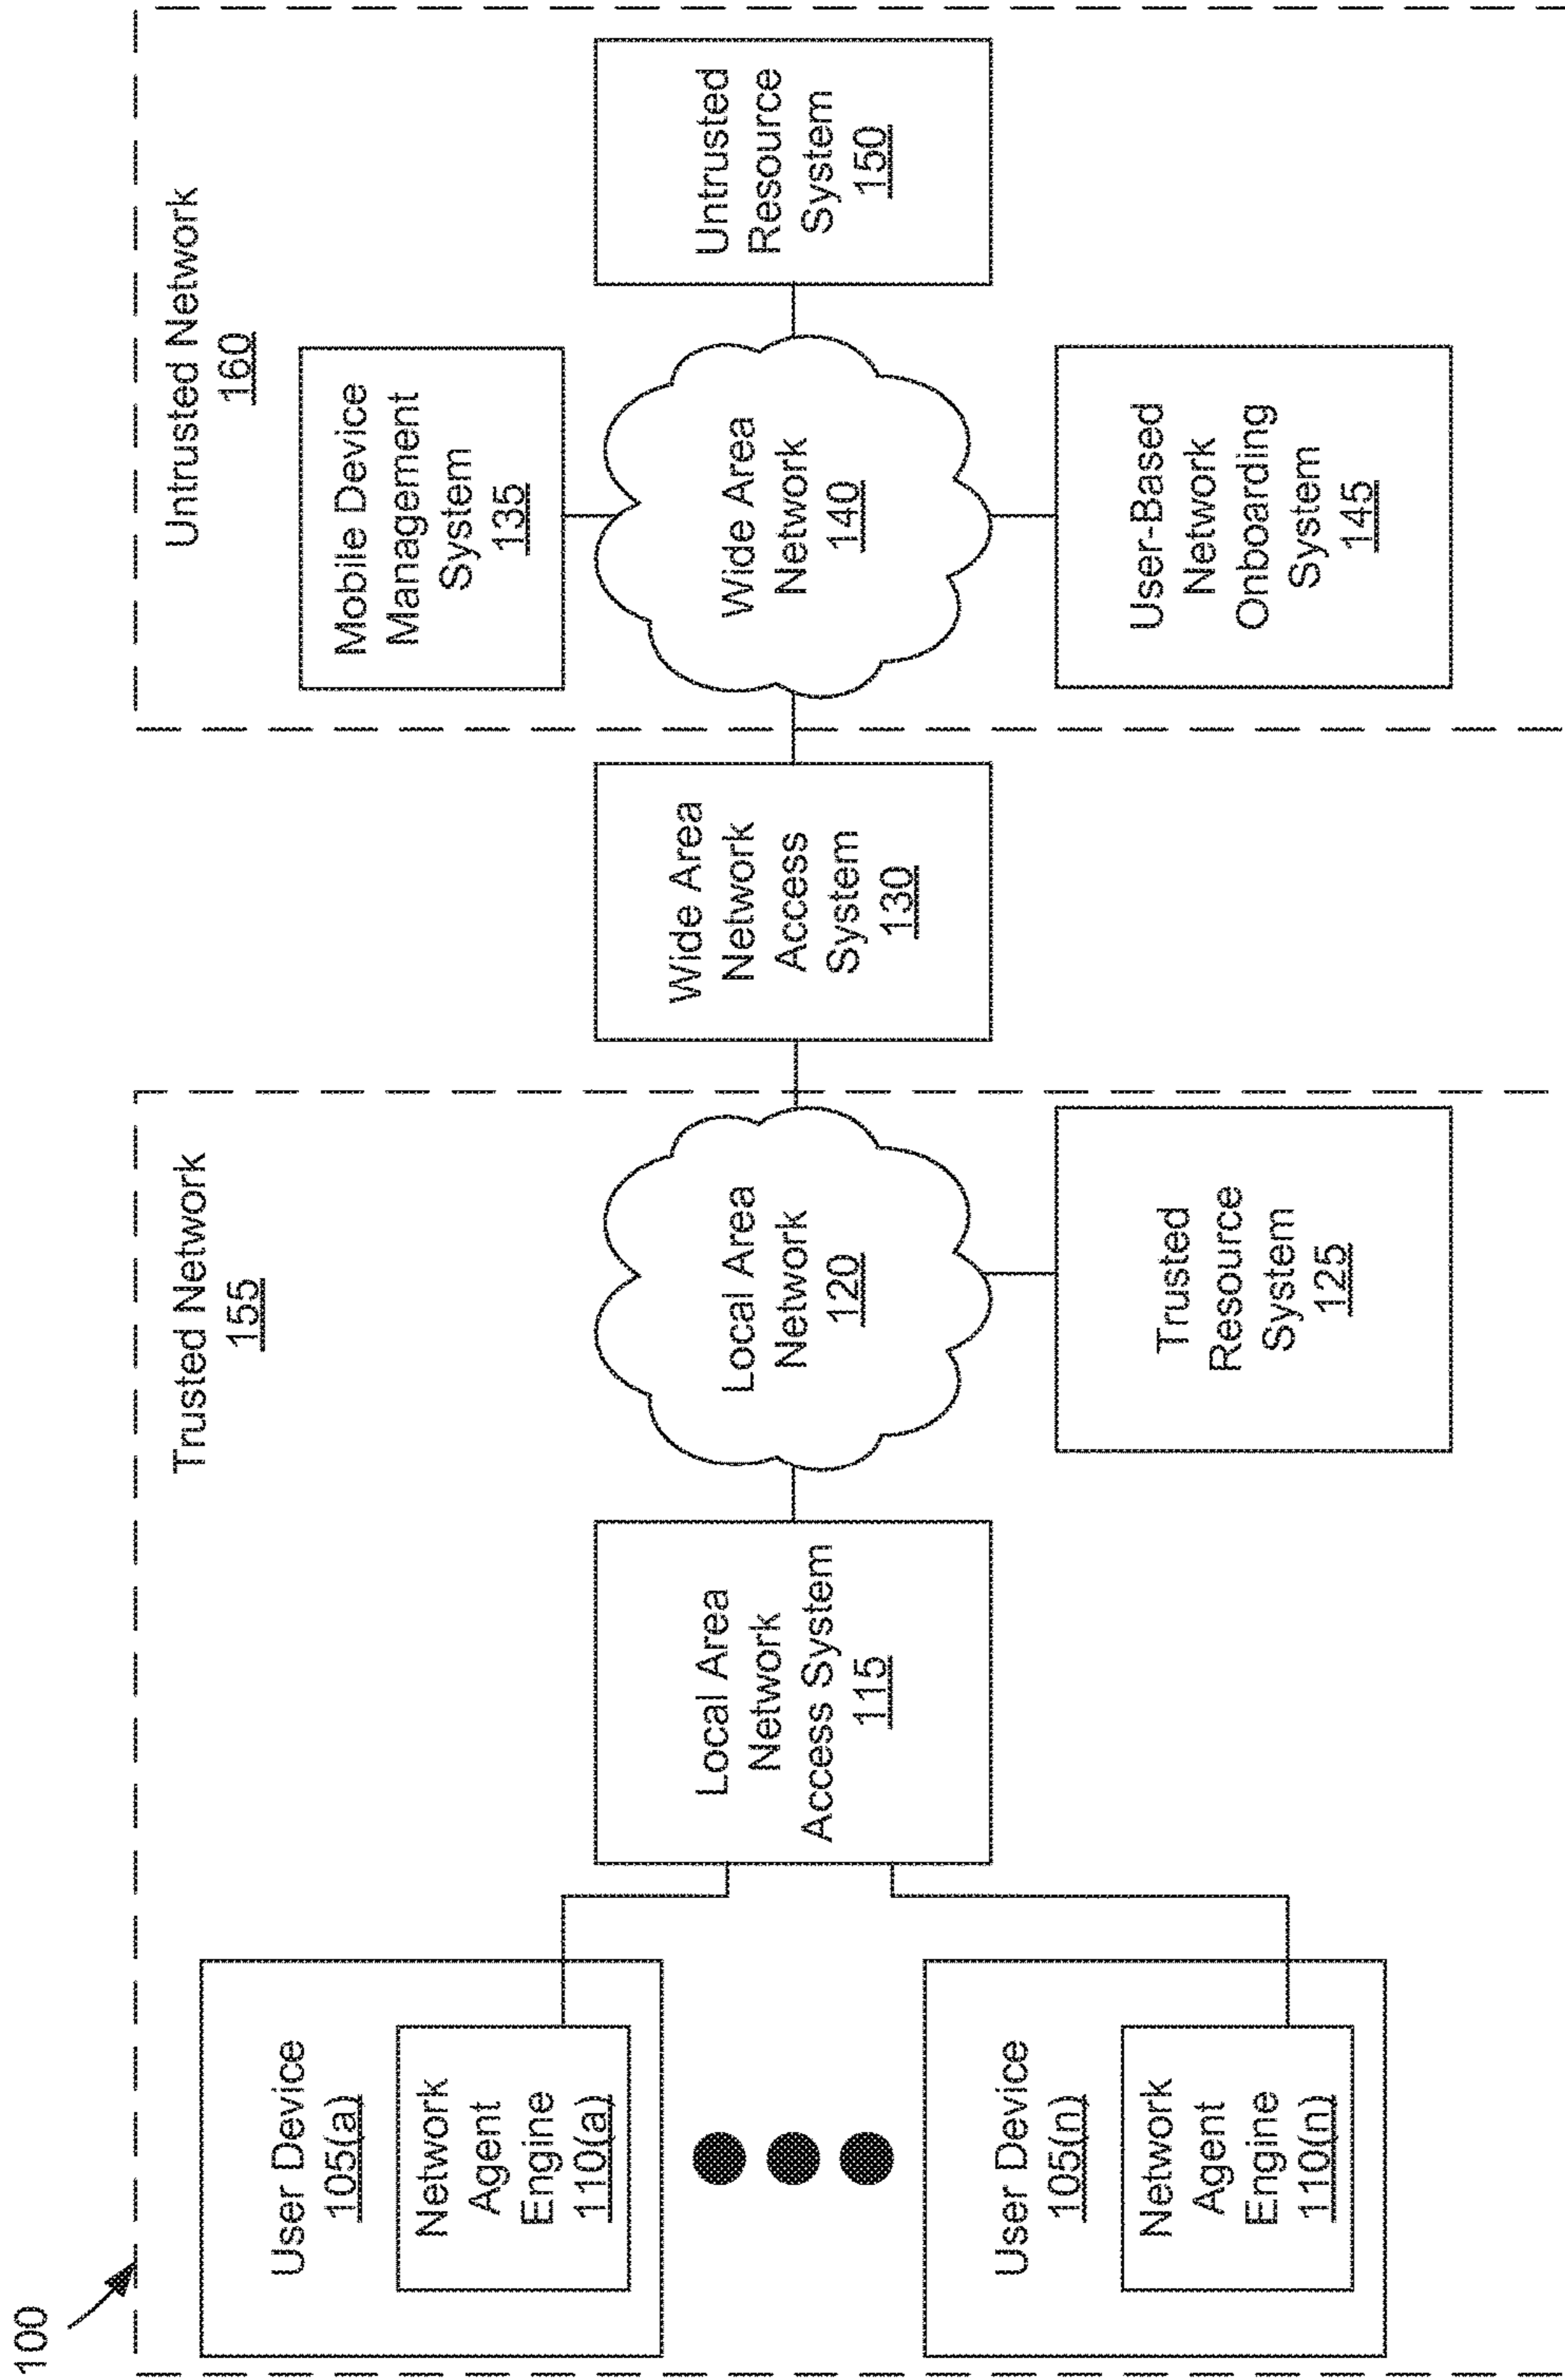 100
Trusted Network
155
User Device
105(a)
Network
Agent
Engine
110(a)
User Device
105(n)
Network
Agent
Engine
110(n)
Local Area
Network
Access System
115
Local Area
Network
120
Trusted
Resource
System
125
Wide Area
Network
Access
System
130
Untrusted Network
160
Mobile Device
Management
System
135
Wide Area
Network
140
User-Based
Network
Onboarding
System
145
Untrusted
Resource
System
150